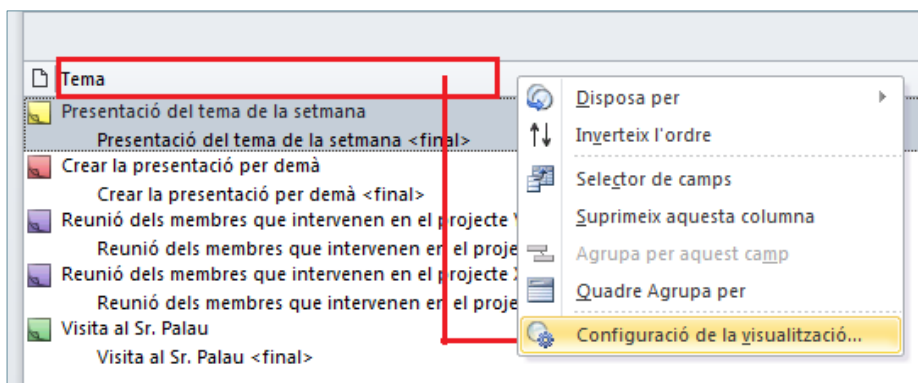 Tema
Presentació del tema de la setmana
Presentació del tema de la setmana <final>
Crear la presentació per demà
Crear la presentació per demà <final>
Reunió dels membres que intervenen en el projecte
Reunió dels membres que intervenen en el
Reunió dels membres que intervenen en el projecte
Reunió dels membres que intervenen en el
Visita al Sr. Palau
Visita al Sr. Palau <final>
Disposa per
Inverteix l'ordre
Selector de camps
Suprimeix aquesta columna
Agrupa per aquest camp
Quadre Agrupa per
Configuració de la visualització...